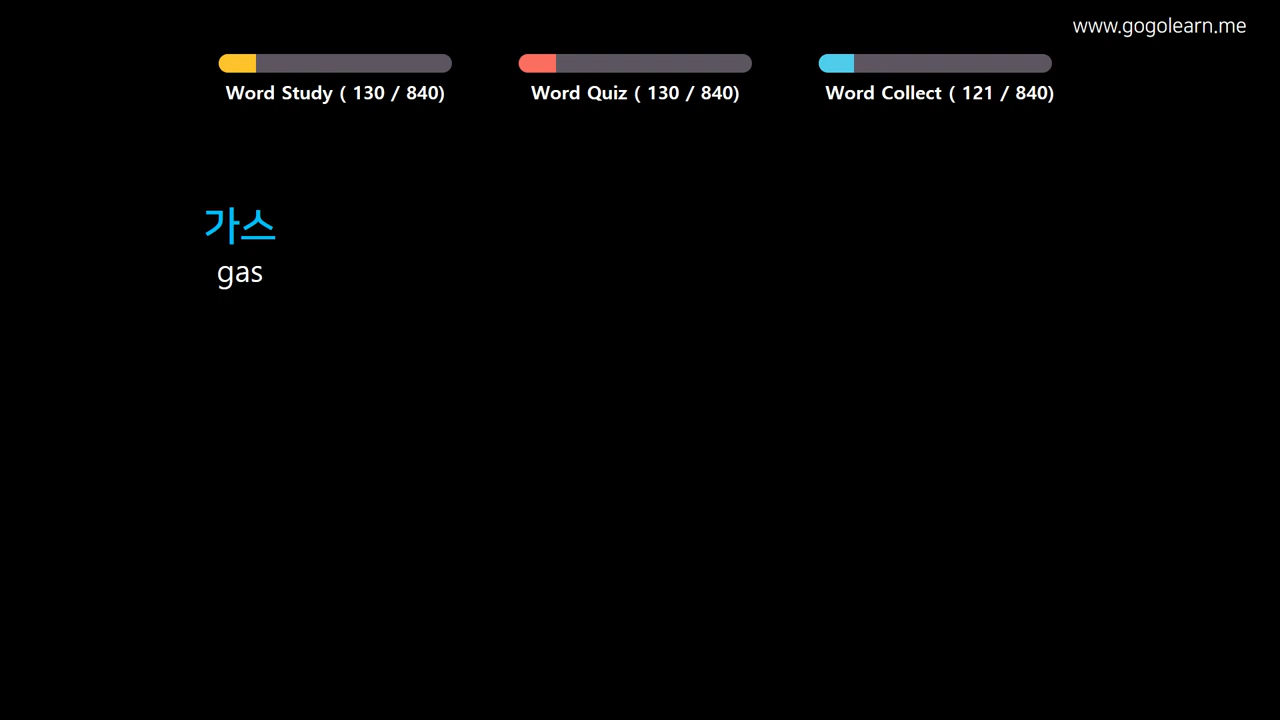 www.gogolearn.me
Word Study ( 130 / 840)
Word Quiz ( 130 / 840)
Word Collect ( 121 / 840)
가스
gas